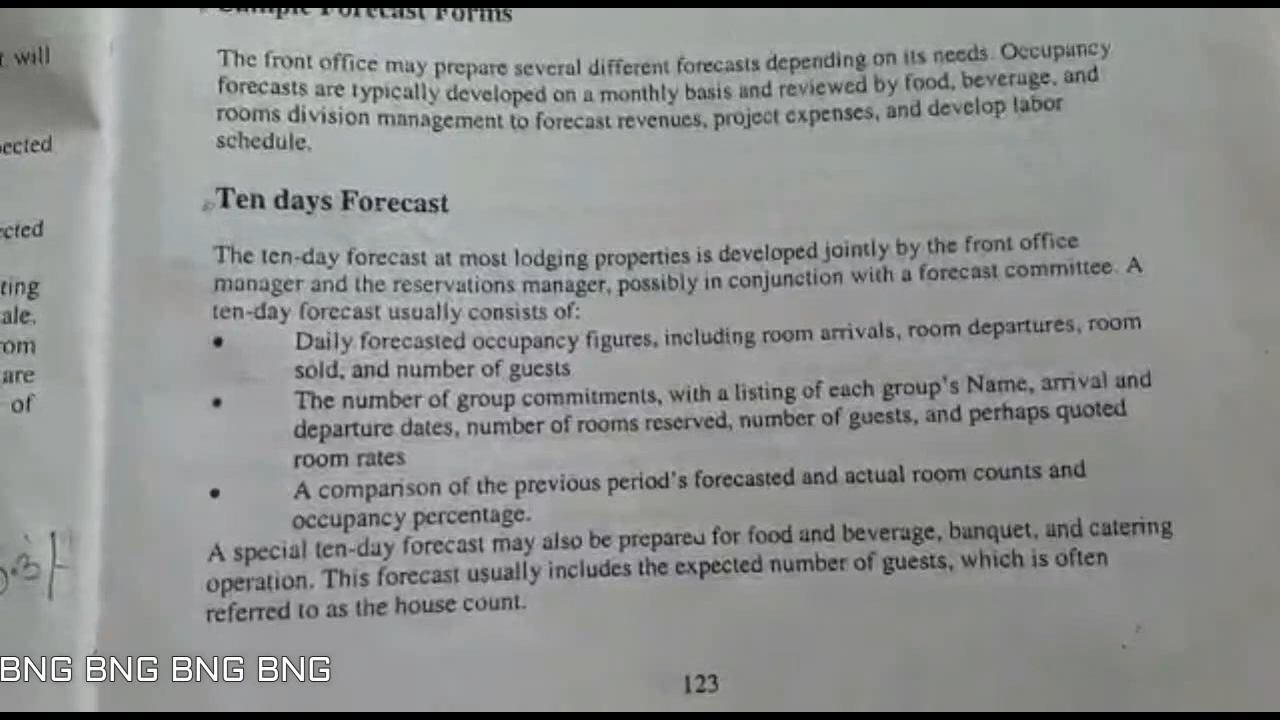 Sample Forecast Forms
The front office may prepare several different forecasts depending on its needs. Occupancy
forecasts are typically developed on a monthly basis and reviewed by food, beverage, and
rooms division management to forecast revenues, project expenses, and develop labor
schedule.
Ten days Forecast
The ten-day forecast at most lodging properties is developed jointly by the front office
manager and the reservations manager, possibly in conjunction with a forecast committee. A
ten-day forecast usually consists of:
• Daily forecasted occupancy figures, including room arrivals, room departures, room
sold, and number of guests
• The number of group commitments, with a listing of each group's Name, arrival and
departure dates, number of rooms reserved, number of guests, and perhaps quoted
room rates
• A comparison of the previous period's forecasted and actual room counts and
occupancy percentage.
A special ten-day forecast may also be prepared for food and beverage, banquet, and catering
operation. This forecast usually includes the expected number of guests, which is often
referred to as the house count.
123
will
are
of
BNG BNG BNG BNG